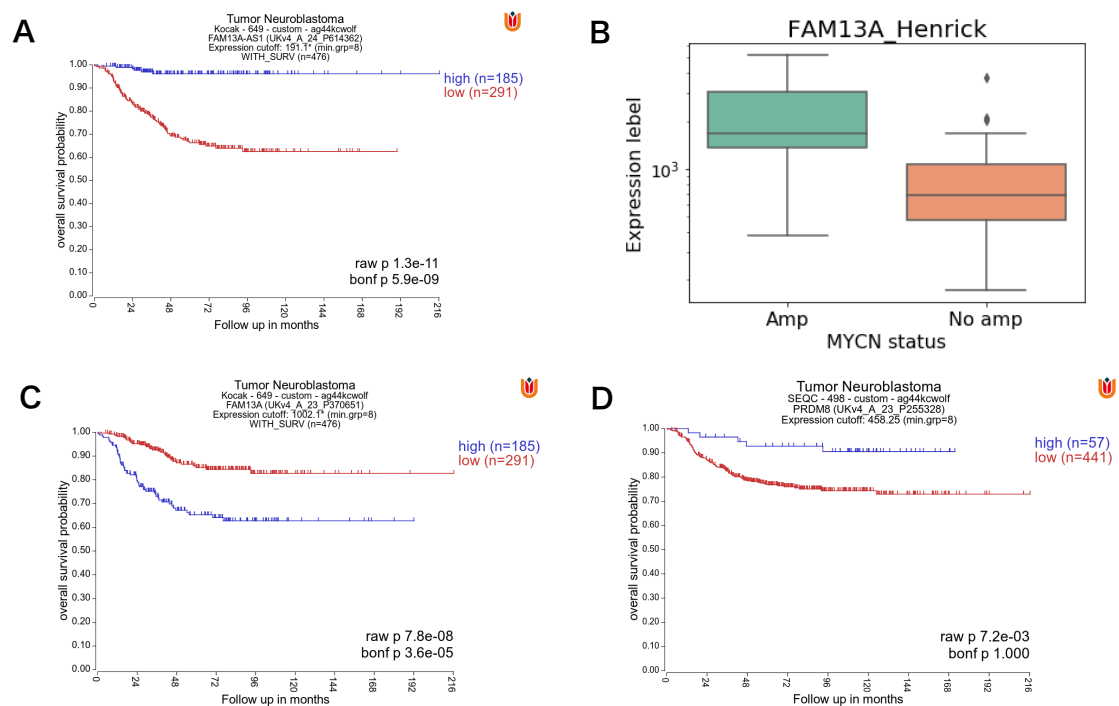 A
Tumor Neuroblastoma
Kocak - 649 - custom - ag44kcwolf
FAM13A-AS1 (UKv4_A_24_P614362)
Expression cutoff: 191.1* (min.grp=8)
WITH_SURV (n=476)
high (n=185)
low (n=291)
overall survival probability
1.00
0.90
0.80
0.70
0.60
0.50
0.40
0.30
0.20
0.10
0.00
raw p 1.3e-11
bonf p 5.9e-09
0 24 48 72 96 120 144 168 192 216
Follow up in months
B
FAM13A_Henrick
Expression lebel
10³
Amp No amp
MYCN status
C
Tumor Neuroblastoma
Kocak - 649 - custom - ag44kcwolf
FAM13A (UKv4_A_23_P370651)
Expression cutoff: 1002.1* (min.grp=8)
WITH_SURV (n=476)
high (n=185)
low (n=291)
overall survival probability
1.00
0.90
0.80
0.70
0.60
0.50
0.40
0.30
0.20
0.10
0.00
raw p 7.8e-08
bonf p 3.6e-05
0 24 48 72 96 120 144 168 192 216
Follow up in months
D
Tumor Neuroblastoma
SEQC - 498 - custom - ag44kcwolf
PRDM8 (UKv4_A_23_P255328)
Expression cutoff: 458.25 (min.grp=8)
high (n=57)
low (n=441)
overall survival probability
1.00
0.90
0.80
0.70
0.60
0.50
0.40
0.30
0.20
0.10
0.00
raw p 7.2e-03
bonf p 1.000
0 24 48 72 96 120 144 168 192 216
Follow up in months